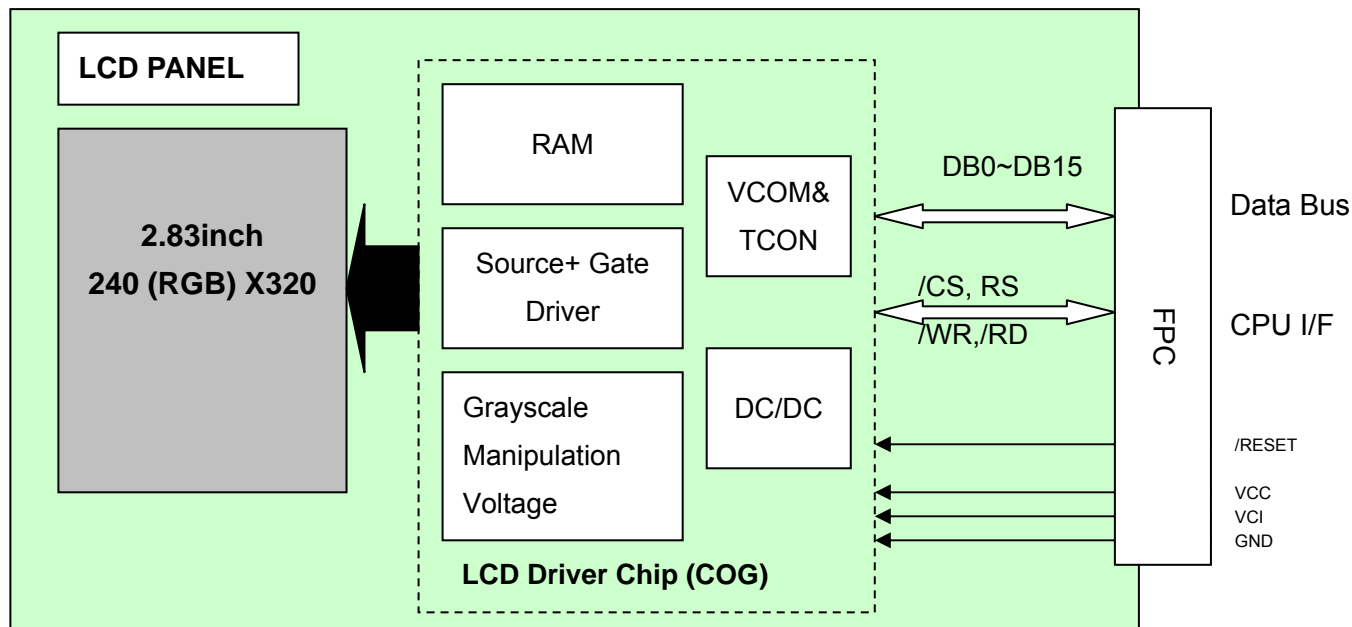 LCD PANEL
2.83inch
240 (RGB) X320
RAM
Source+ Gate
Driver
Grayscale
Manipulation
Voltage
VCOM&
TCON
DC/DC
LCD Driver Chip (COG)
DB0~DB15
/CS, RS
/WR,/RD
FPC
Data Bus
CPU I/F
/RESET
VCC
VCI
GND